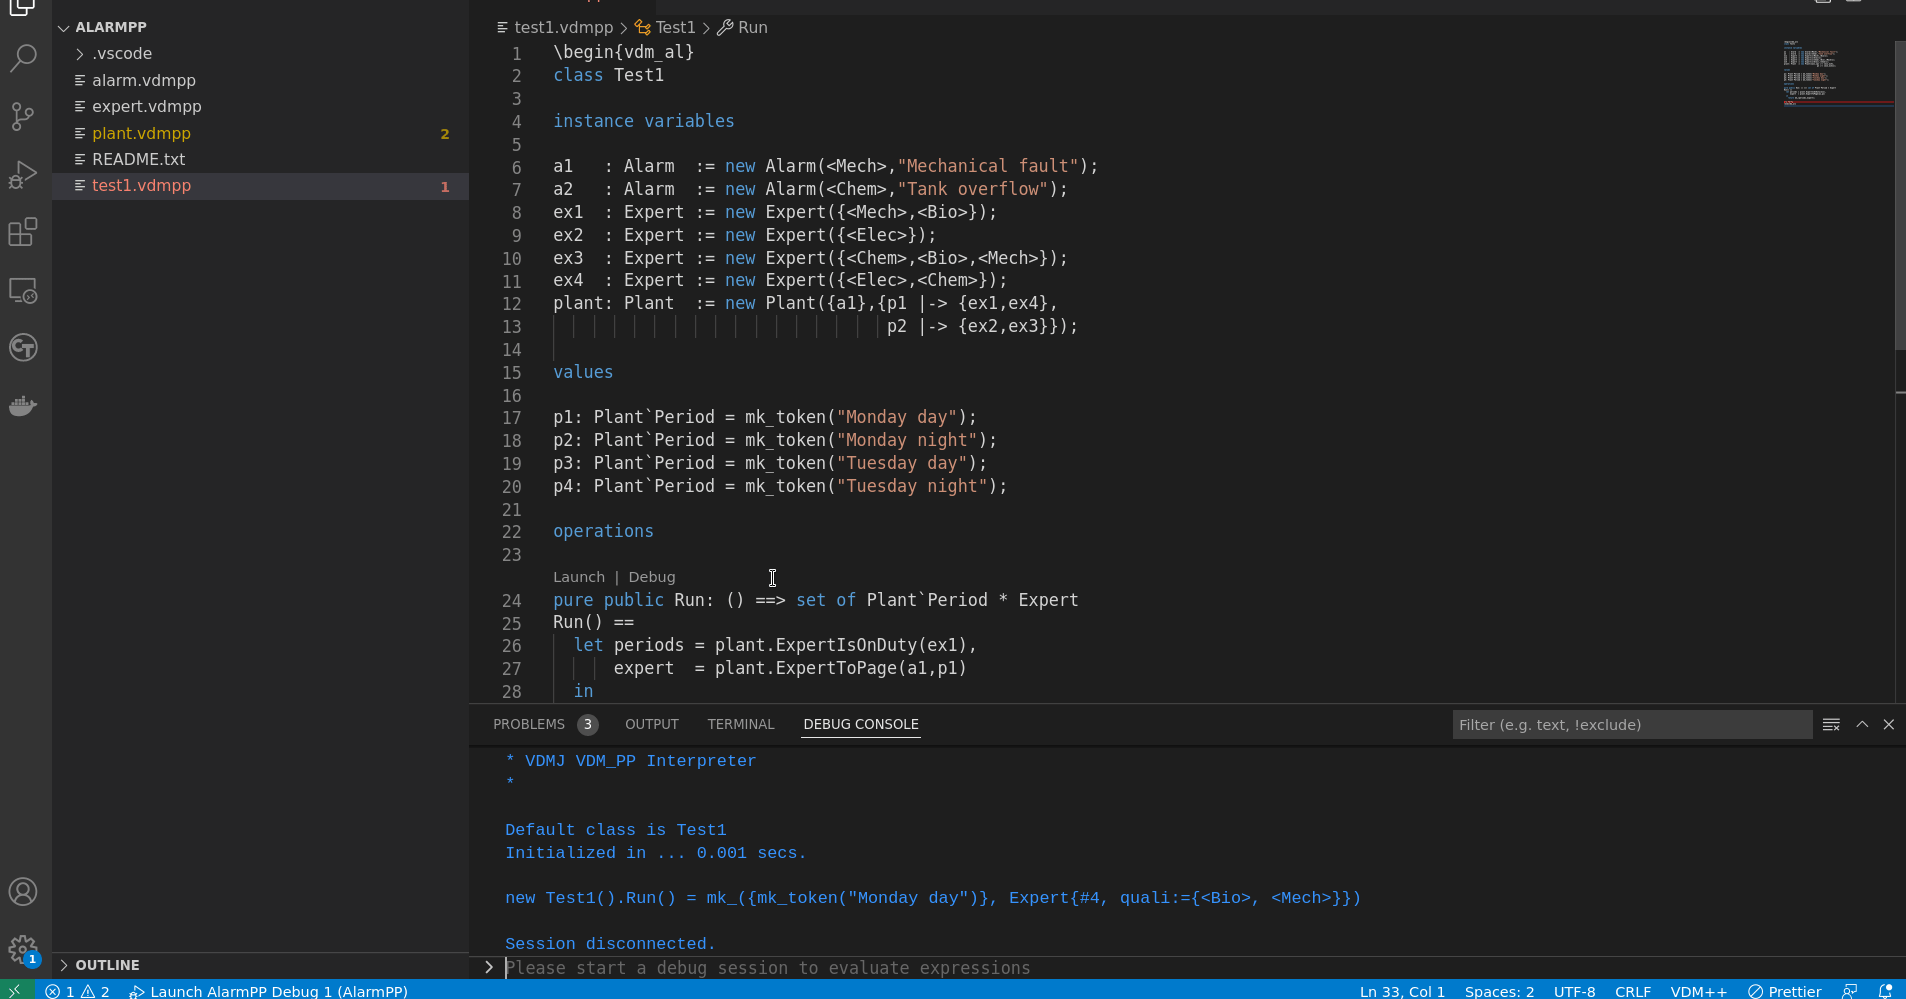 ALARMPP
.vscode
alarm.vdmpp
expert.vdmpp
plant.vdmpp 2
README.txt
test1.vdmpp 1
OUTLINE
test1.vdmpp > Test1 > Run
1 \begin{vdm_al}
2 class Test1
3
4 instance variables
5
6 a1   : Alarm  := new Alarm(<Mech>,"Mechanical fault");
7 a2   : Alarm  := new Alarm(<Chem>,"Tank overflow");
8 ex1  : Expert := new Expert({<Mech>,<Bio>});
9 ex2  : Expert := new Expert({<Elec>});
10 ex3  : Expert := new Expert({<Chem>,<Bio>,<Mech>});
11 ex4  : Expert := new Expert({<Elec>,<Chem>});
12 plant: Plant  := new Plant({a1},{p1 |-> {ex1,ex4},
13                                  p2 |-> {ex2,ex3}});
14
15 values
16
17 p1: Plant`Period = mk_token("Monday day");
18 p2: Plant`Period = mk_token("Monday night");
19 p3: Plant`Period = mk_token("Tuesday day");
20 p4: Plant`Period = mk_token("Tuesday night");
21
22 operations
23
Launch | Debug
24 pure public Run: () ==> set of Plant`Period * Expert
25 Run() ==
26   let periods = plant.ExpertIsOnDuty(ex1),
27       expert  = plant.ExpertToPage(a1,p1)
28   in
PROBLEMS 3 OUTPUT TERMINAL DEBUG CONSOLE Filter (e.g. text, !exclude)
* VDMJ VDM_PP Interpreter
*
Default class is Test1
Initialized in ... 0.001 secs.
new Test1().Run() = mk_({mk_token("Monday day")}, Expert{#4, quali:={<Bio>, <Mech>}})
Session disconnected.
> Please start a debug session to evaluate expressions
1
1 2 Launch AlarmPP Debug 1 (AlarmPP) Ln 33, Col 1 Spaces: 2 UTF-8 CRLF VDM++ Prettier